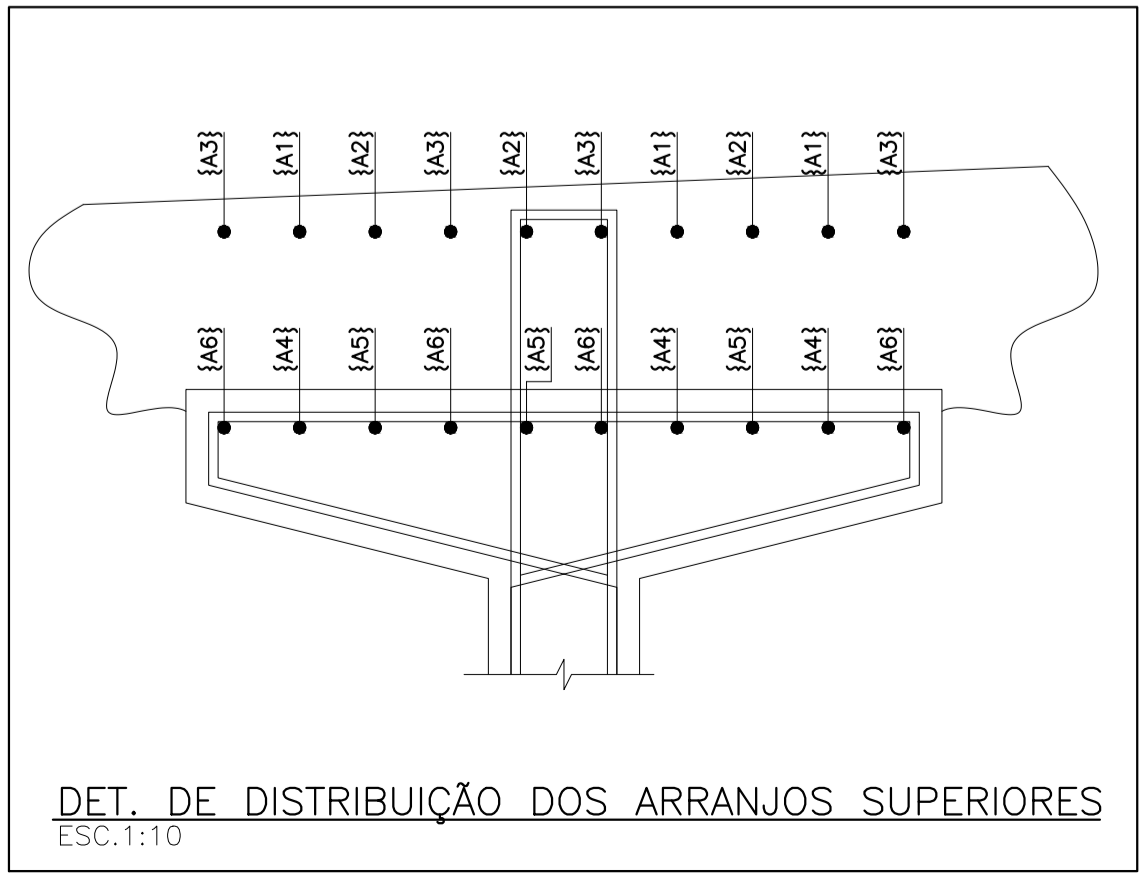 {A3} {A1} {A2} {A3} {A2} {A3} {A1} {A2} {A1} {A3}
{A6} {A4} {A5} {A6} {A5} {A6} {A4} {A5} {A4} {A6}
DET. DE DISTRIBUIÇÃO DOS ARRANJOS SUPERIORES
ESC.1:10